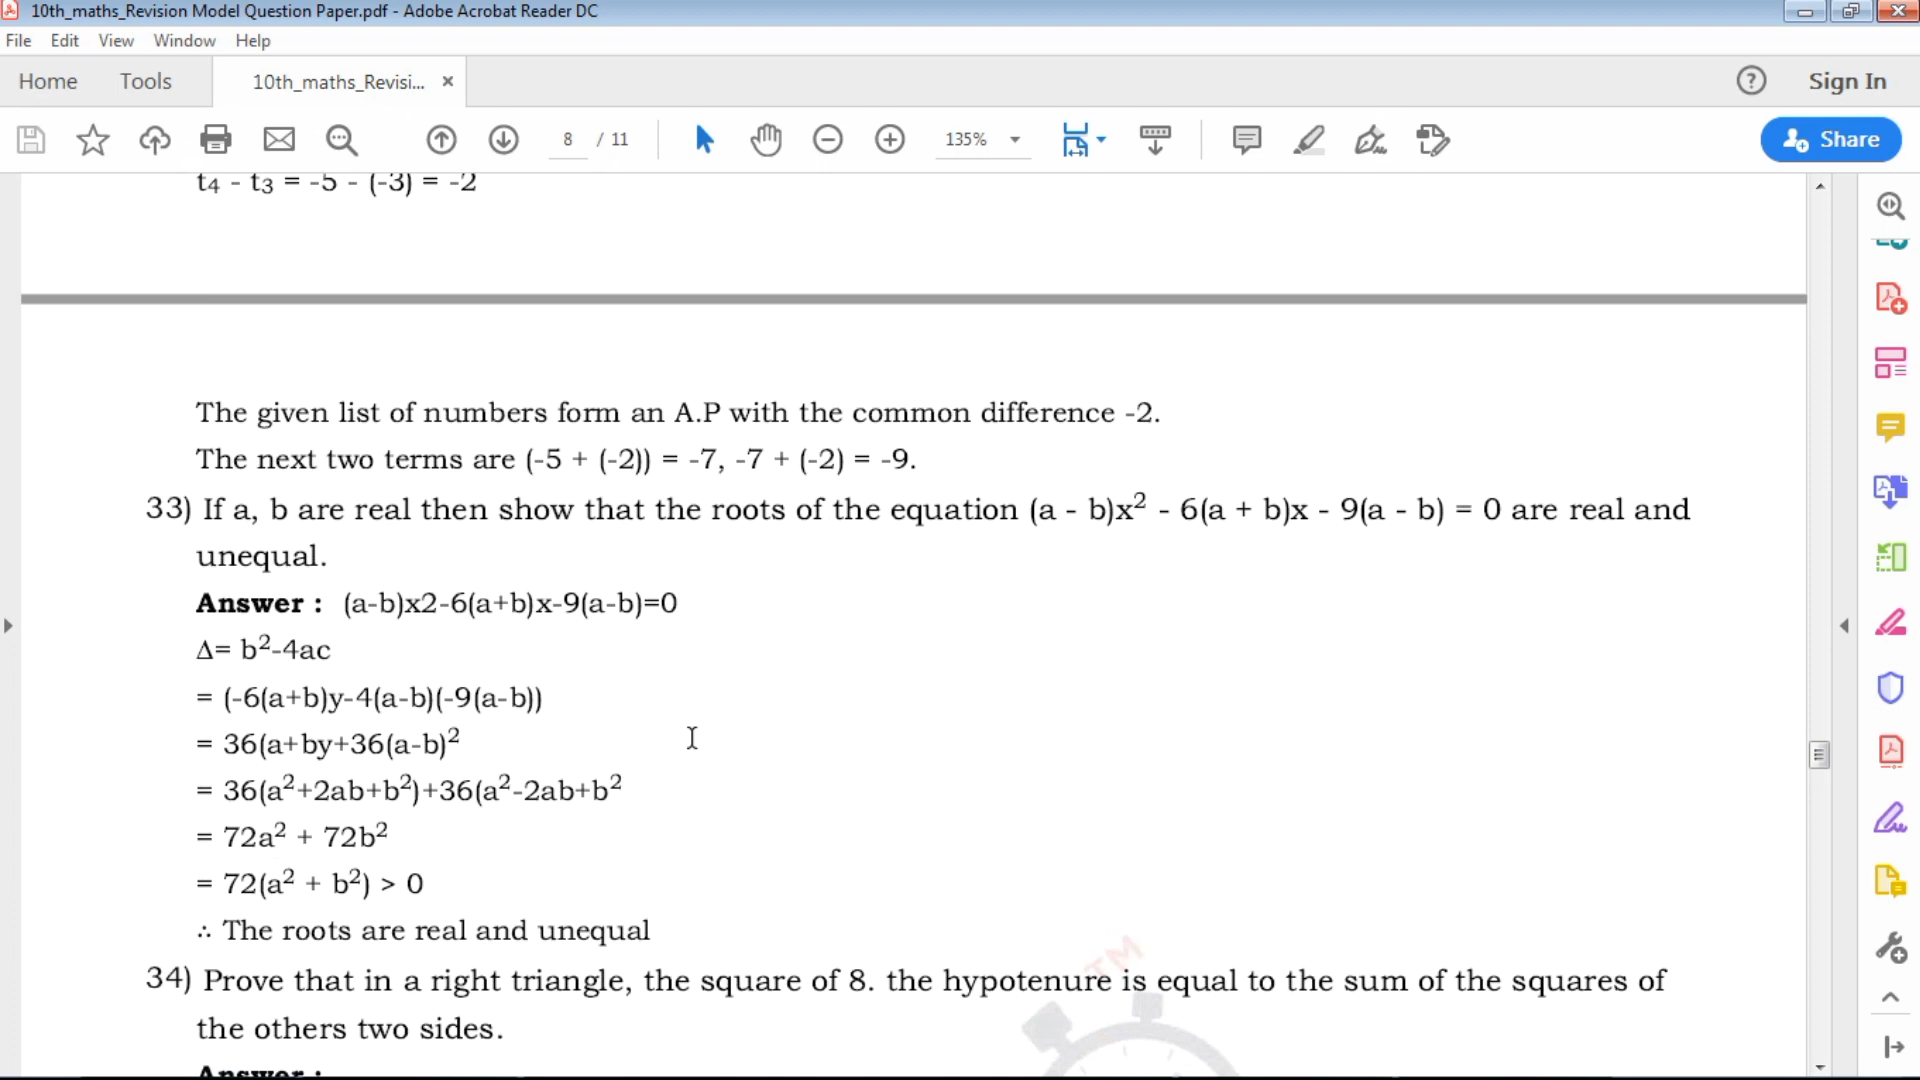 10th_maths_Revision Model Question Paper.pdf - Adobe Acrobat Reader DC
File Edit View Window Help
Home Tools 10th_maths_Revisi... × ? Sign In
8 / 11 135% Share
t4 - t3 = -5 - (-3) = -2
The given list of numbers form an A.P with the common difference -2.
The next two terms are (-5 + (-2)) = -7, -7 + (-2) = -9.
33) If a, b are real then show that the roots of the equation (a - b)x² - 6(a + b)x - 9(a - b) = 0 are real and
unequal.
Answer : (a-b)x2-6(a+b)x-9(a-b)=0
Δ= b²-4ac
= (-6(a+b)y-4(a-b)(-9(a-b))
= 36(a+by+36(a-b)²
= 36(a²+2ab+b²)+36(a²-2ab+b²
= 72a² + 72b²
= 72(a² + b²) > 0
∴ The roots are real and unequal
TM
34) Prove that in a right triangle, the square of 8. the hypotenure is equal to the sum of the squares of
the others two sides.
Answer :